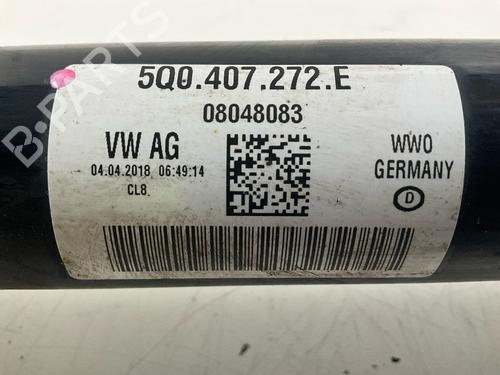 5Q0.407.272.E
08048083
VW AG
04.04.2018 06:49:14
CL8
WWO
GERMANY
D
B-PARTS